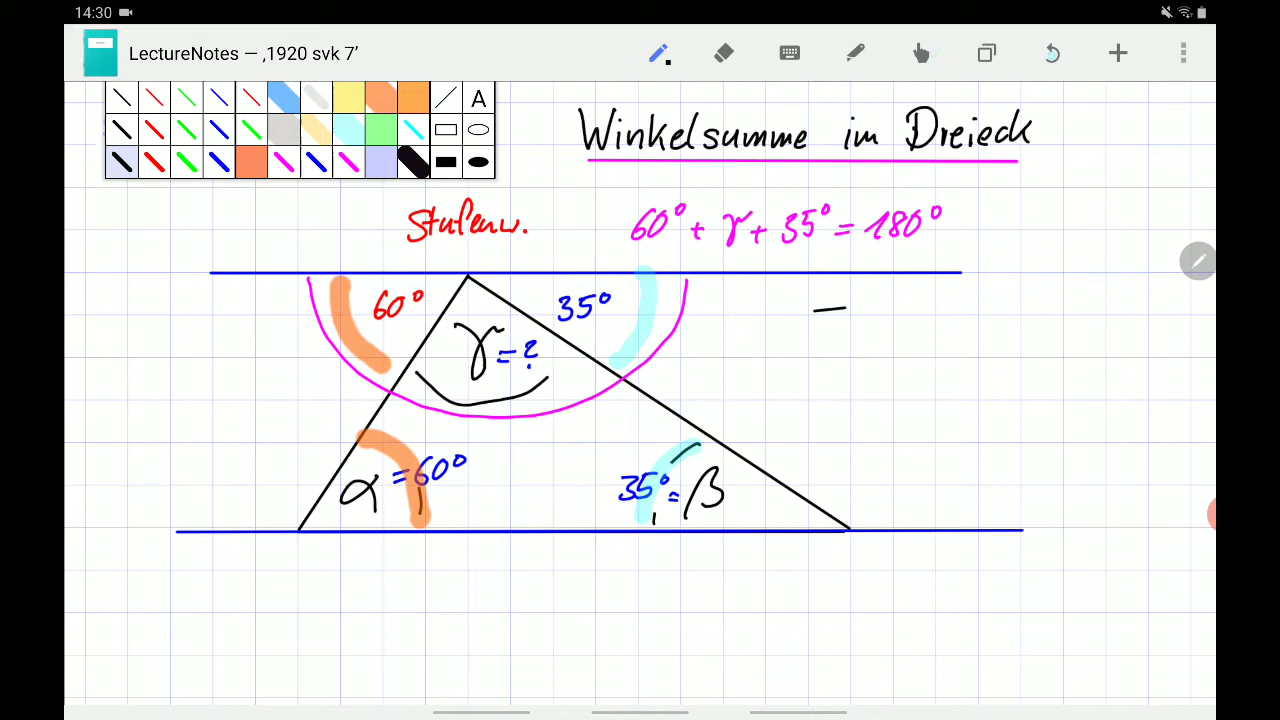 14:30
LectureNotes – ‚1920 svk 7’
A
Winkelsumme im Dreieck
Stufenw.
60° + γ + 35° = 180°
60°
35°
γ = ?
α = 60°
35° = β